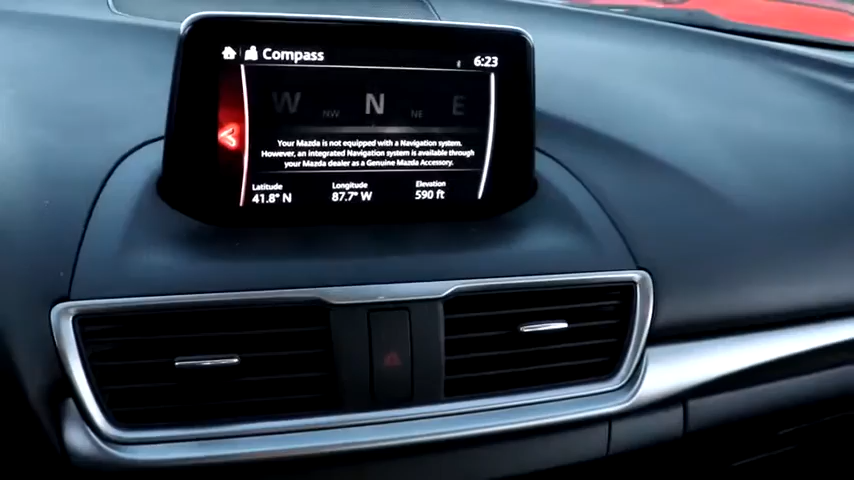 Compass
6:23
W NW N NE E
Your Mazda is not equipped with a Navigation system.
However, an integrated Navigation system is available through
your Mazda dealer as a Genuine Mazda Accessory.
Latitude Longitude Elevation
41.8° N 87.7° W 590 ft